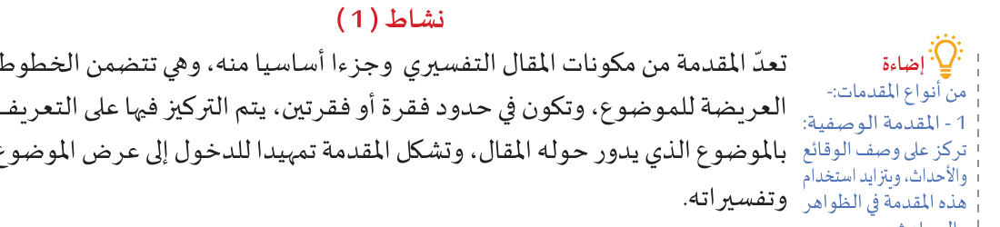 نشاط (1)
تعدّ المقدمة من مكونات المقال التفسيري وجزءا أساسيا منه، وهي تتضمن الخطوط
العريضة للموضوع، وتكون في حدود فقرة أو فقرتين، يتم التركيز فيها على التعريف
بالموضوع الذي يدور حوله المقال، وتشكل المقدمة تمهيدا للدخول إلى عرض الموضوع
وتفسيراته.
إضاءة
من أنواع المقدمات:-
1 - المقدمة الوصفية:
تركز على وصف الوقائع
والأحداث، ويتزايد استخدام
هذه المقدمة في الظواهر